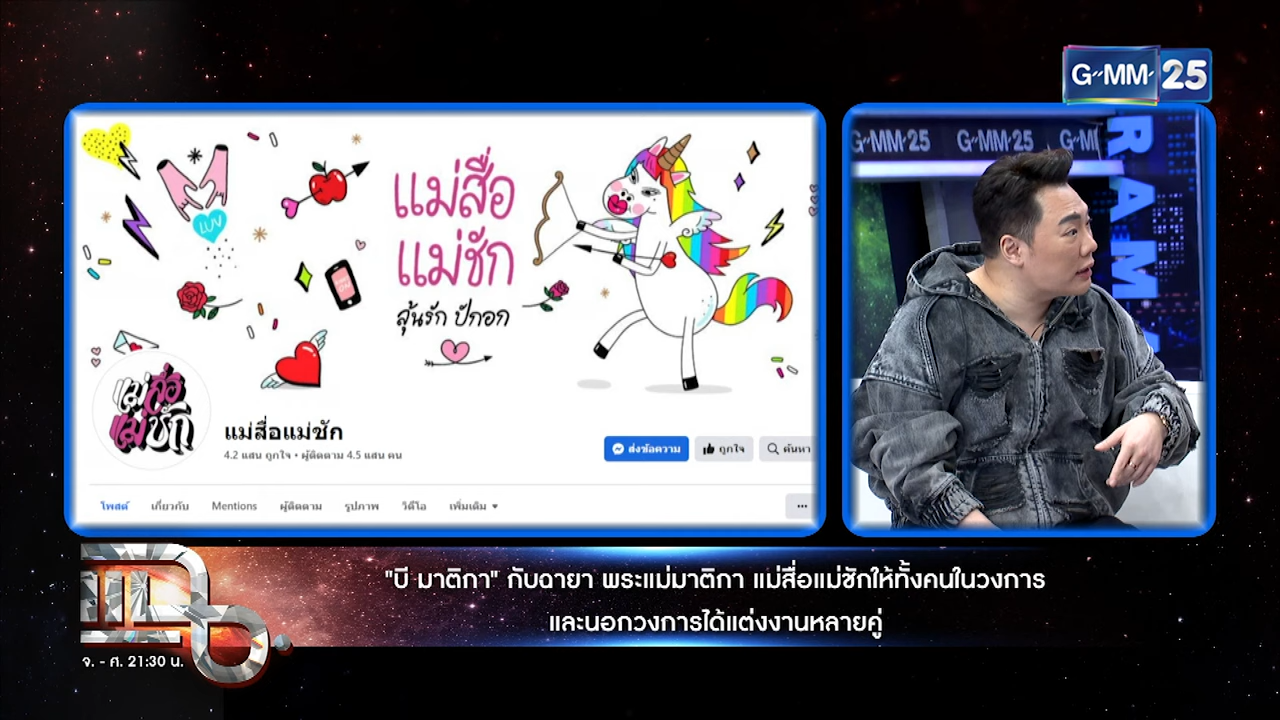 G"MM' 25
G"MM'25
G"MM'25
G"M
RAM
LUV
แม่สื่อ
แม่ชัก
ลุ้นรัก ปักอก
แม่สื่อ
แม่ชัก
แม่สื่อแม่ชัก
4.2 แสน ถูกใจ • ผู้ติดตาม 4.5 แสน คน
ส่งข้อความ
ถูกใจ
ค้นหา
โพสต์ เกี่ยวกับ Mentions ผู้ติดตาม รูปภาพ วิดีโอ เพิ่มเติม
แฉ
จ. - ศ. 21:30 น.
"บี มาติกา" กับฉายา พระแม่มาติกา แม่สื่อแม่ชักให้ทั้งคนในวงการ
และนอกวงการได้แต่งงานหลายคู่